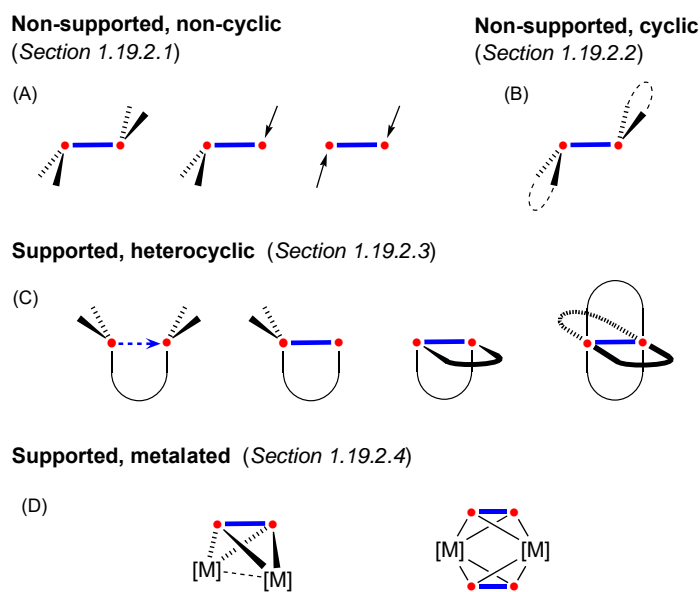 Non-supported, non-cyclic
(Section 1.19.2.1)
Non-supported, cyclic
(Section 1.19.2.2)
(A)
(B)
Supported, heterocyclic (Section 1.19.2.3)
(C)
Supported, metalated (Section 1.19.2.4)
(D)
[M]
[M]
[M]
[M]